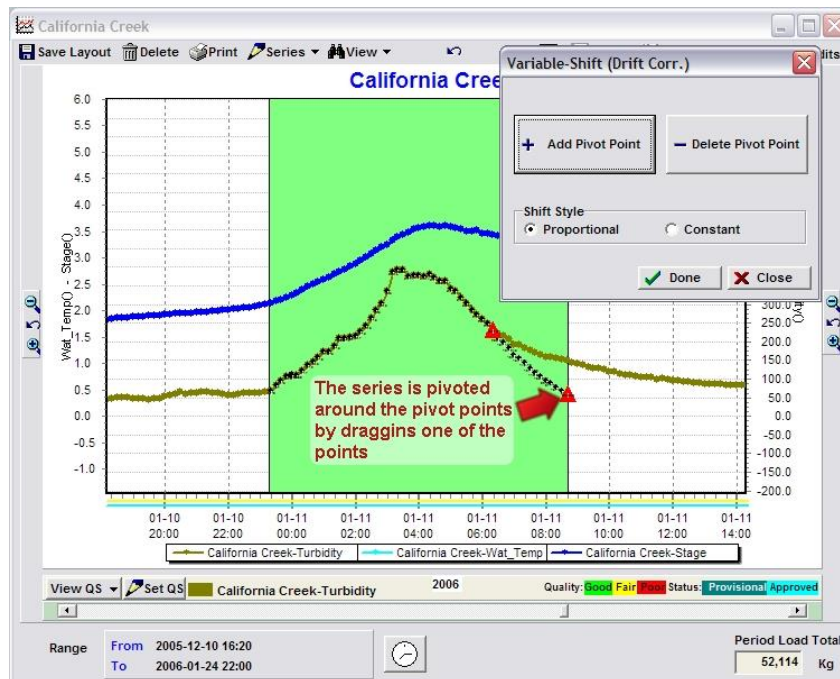 California Creek
Save Layout Delete Print Series View
dits
California Cree
Variable-Shift (Drift Corr.)
+ Add Pivot Point
− Delete Pivot Point
Shift Style
Proportional Constant
Done Close
6.0
5.5
5.0
4.5
4.0
3.5
3.0
2.5
2.0
1.5
1.0
0.5
0.0
-0.5
-1.0
Wat_Temp() - Stage()
300.0
250.0
200.0
150.0
100.0
50.0
0.0
-50.0
-100.0
-150.0
-200.0
ity()
The series is pivoted
around the pivot points
by draggins one of the
points
01-10 01-10 01-11 01-11 01-11 01-11 01-11 01-11 01-11 01-11
20:00 22:00 00:00 02:00 04:00 06:00 08:00 10:00 12:00 14:00
California Creek-Turbidity California Creek-Wat_Temp California Creek-Stage
View QS Set QS California Creek-Turbidity 2006 Quality: Good Fair Poor Status: Provisional Approved
Range
From 2005-12-10 16:20
To 2006-01-24 22:00
Period Load Total
52,114 Kg